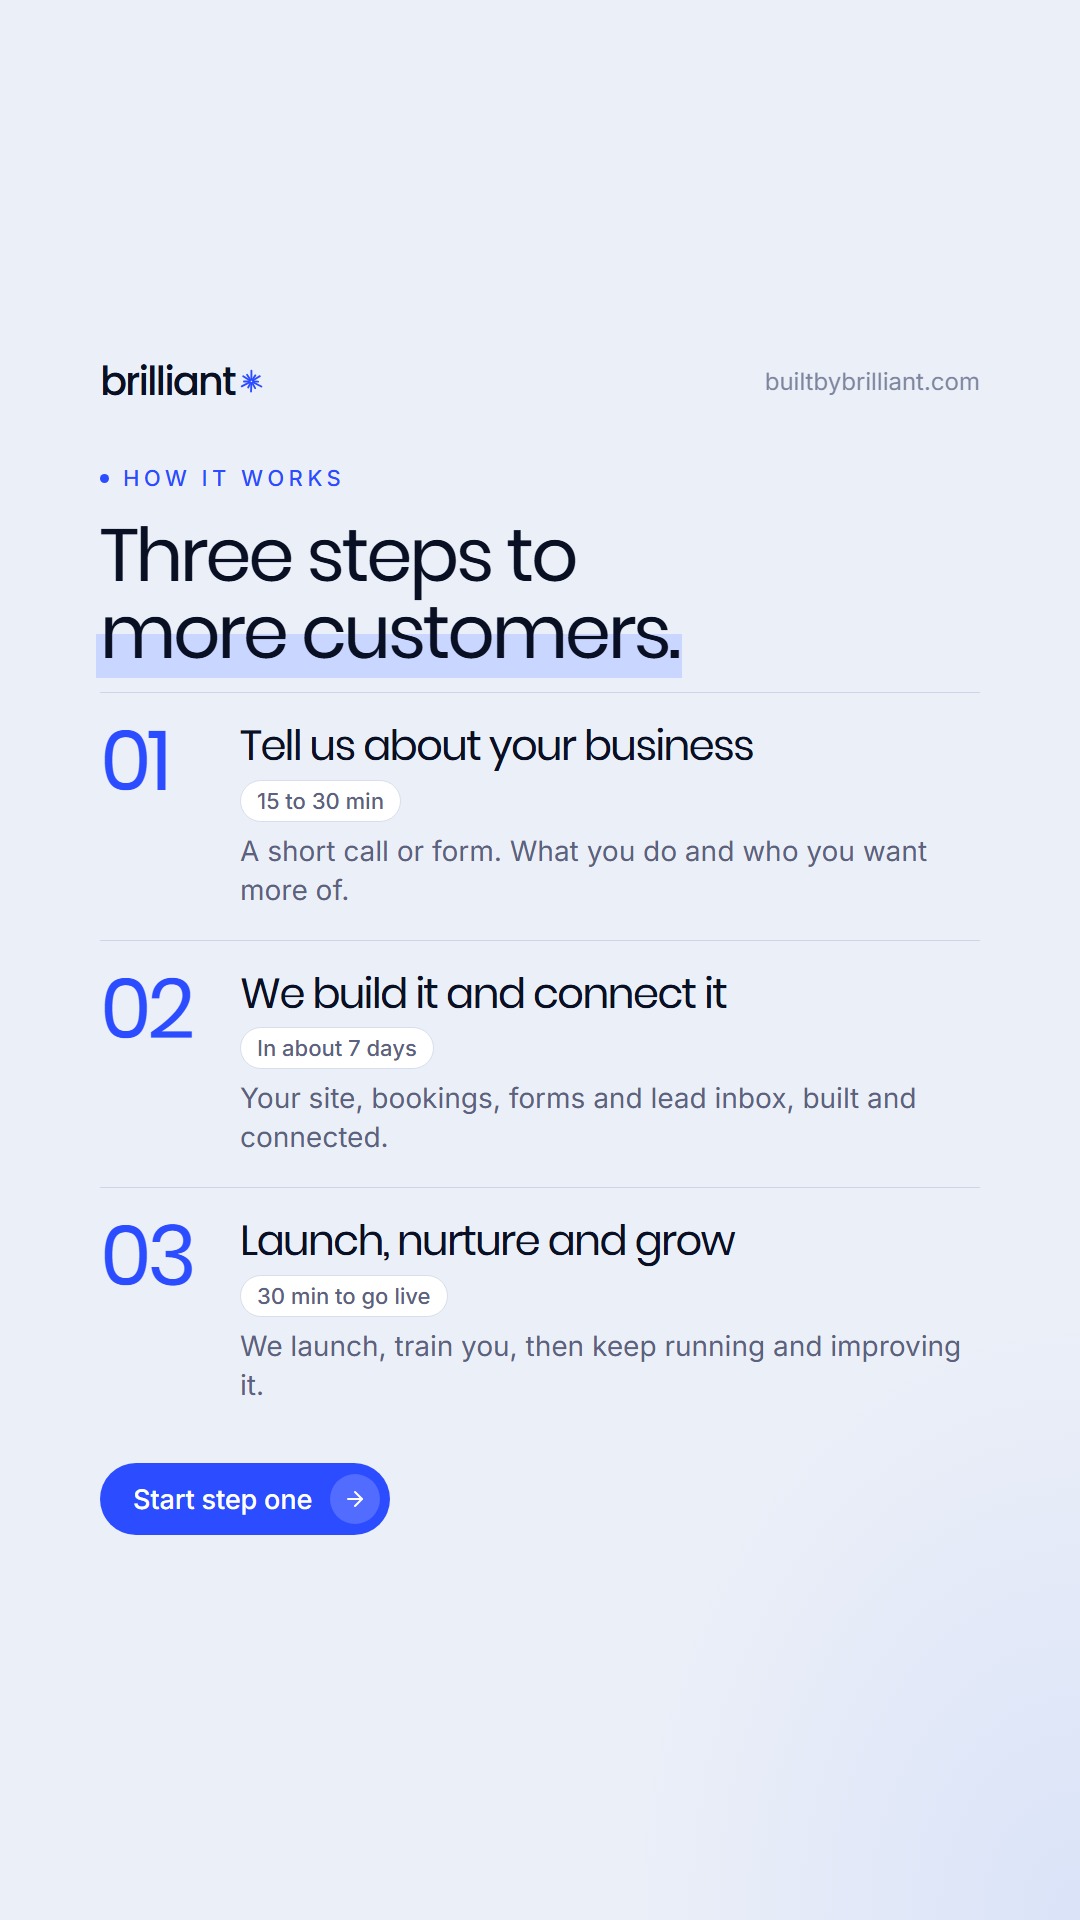 brilliant
builtbybrilliant.com
HOW IT WORKS
Three steps to
more customers.
01
Tell us about your business
15 to 30 min
A short call or form. What you do and who you want
more of.
02
We build it and connect it
In about 7 days
Your site, bookings, forms and lead inbox, built and
connected.
03
Launch, nurture and grow
30 min to go live
We launch, train you, then keep running and improving
it.
Start step one